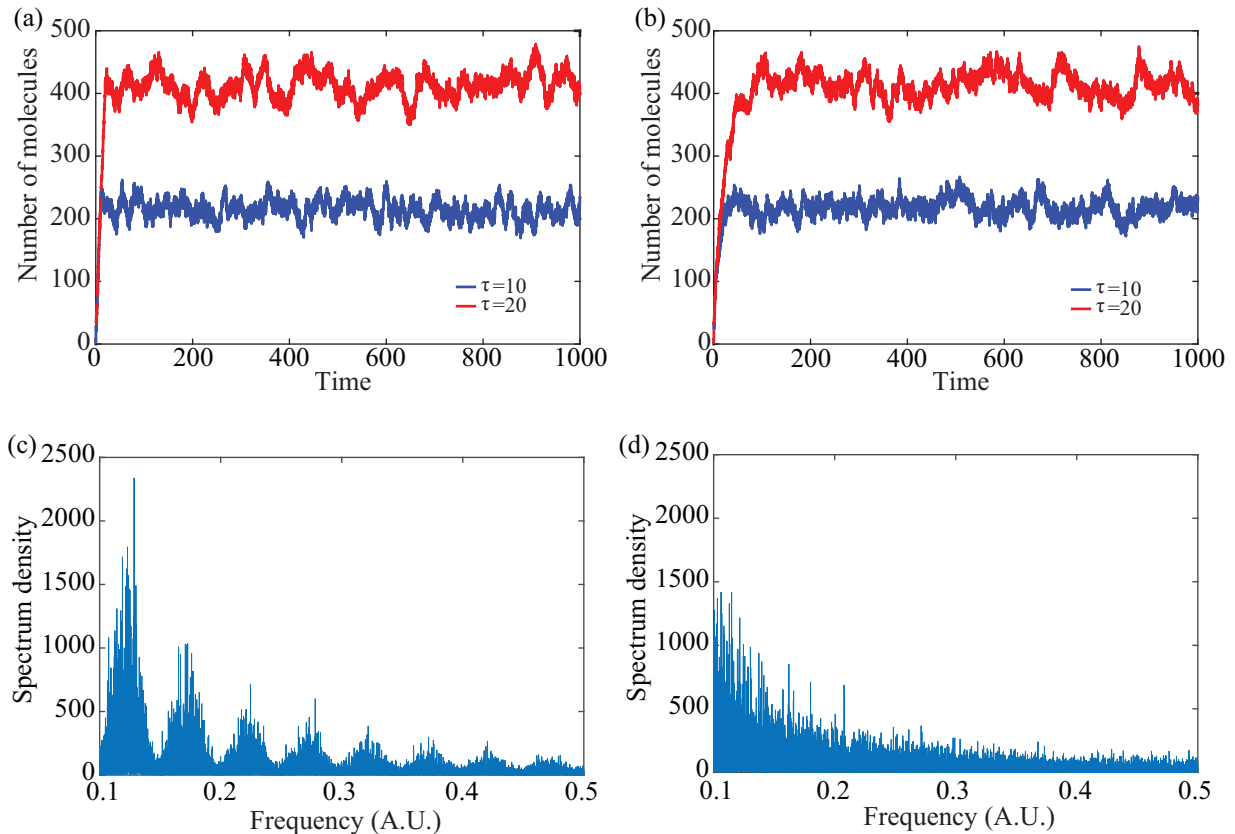 (a)
Number of molecules
500
400
300
200
100
0
τ=10
τ=20
0 200 400 600 800 1000
Time
(b)
Number of molecules
500
400
300
200
100
0
τ=10
τ=20
0 200 400 600 800 1000
Time
(c)
Spectrum density
2500
2000
1500
1000
500
0
0.1 0.2 0.3 0.4 0.5
Frequency (A.U.)
(d)
Spectrum density
2500
2000
1500
1000
500
0
0.1 0.2 0.3 0.4 0.5
Frequency (A.U.)